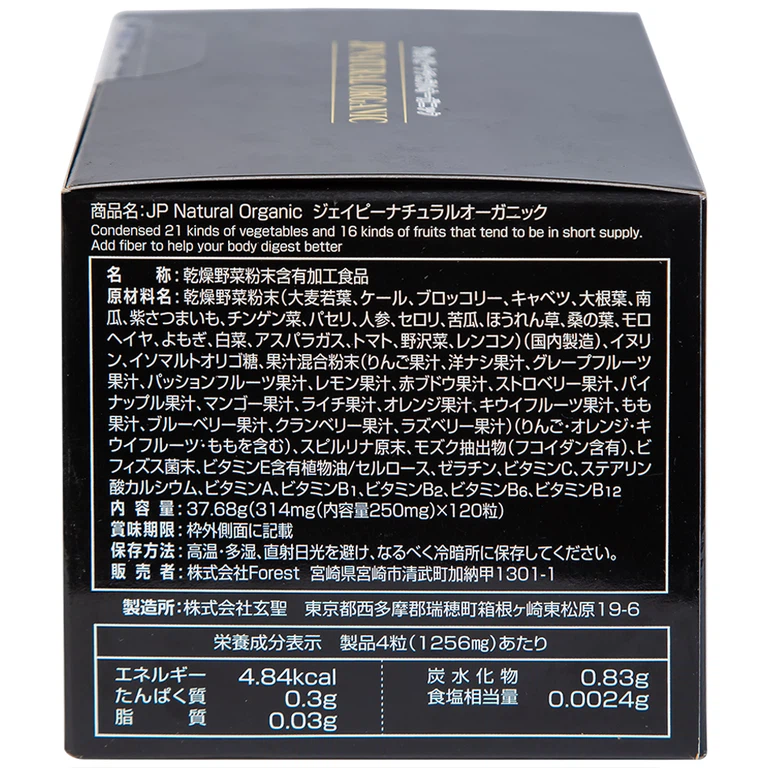 JP NATURAL ORGANIC
商品名:JP Natural Organic ジェイピーナチュラルオーガニック
Condensed 21 kinds of vegetables and 16 kinds of fruits that tend to be in short supply.
Add fiber to help your body digest better
名 称:乾燥野菜粉末含有加工食品
原材料名:乾燥野菜粉末(大麦若葉、ケール、ブロッコリー、キャベツ、大根葉、南
瓜、紫さつまいも、チンゲン菜、パセリ、人参、セロリ、苦瓜、ほうれん草、桑の葉、モロ
ヘイヤ、よもぎ、白菜、アスパラガス、トマト、野沢菜、レンコン)(国内製造)、イヌリ
ン、イソマルトオリゴ糖、果汁混合粉末(りんご果汁、洋ナシ果汁、グレープフルーツ
果汁、パッションフルーツ果汁、レモン果汁、赤ブドウ果汁、ストロベリー果汁、パイ
ナップル果汁、マンゴー果汁、ライチ果汁、オレンジ果汁、キウイフルーツ果汁、もも
果汁、ブルーベリー果汁、クランベリー果汁、ラズベリー果汁)(りんご・オレンジ・キ
ウイフルーツ・ももを含む)、スピルリナ原末、モズク抽出物(フコイダン含有)、ビ
フィズス菌末、ビタミンE含有植物油/セルロース、ゼラチン、ビタミンC、ステアリン
酸カルシウム、ビタミンA、ビタミンB1、ビタミンB2、ビタミンB6、ビタミンB12
内 容 量:37.68g(314mg(内容量250mg)×120粒)
賞味期限:枠外側面に記載
保存方法:高温・多湿、直射日光を避け、なるべく冷暗所に保存してください。
販 売 者:株式会社Forest 宮崎県宮崎市清武町加納甲1301-1
製造所:株式会社玄聖 東京都西多摩郡瑞穂町箱根ヶ崎東松原19-6
栄養成分表示 製品4粒(1256mg)あたり
エネルギー 4.84kcal 炭水化物 0.83g
たんぱく質 0.3g 食塩相当量 0.0024g
脂 質 0.03g